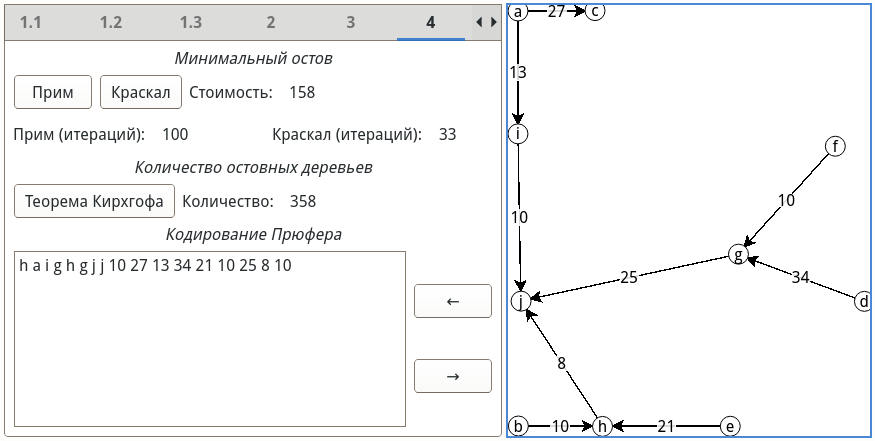 1.1 1.2 1.3 2 3 4
Минимальный остов
Прим Краскал Стоимость: 158
Прим (итераций): 100 Краскал (итераций): 33
Количество остовных деревьев
Теорема Кирхгофа Количество: 358
Кодирование Прюфера
h a i g h g j j 10 27 13 34 21 10 25 8 10
←
→
a 27 c
13
i
f
10
10
g
25
34
j
d
8
b 10 h 21 e